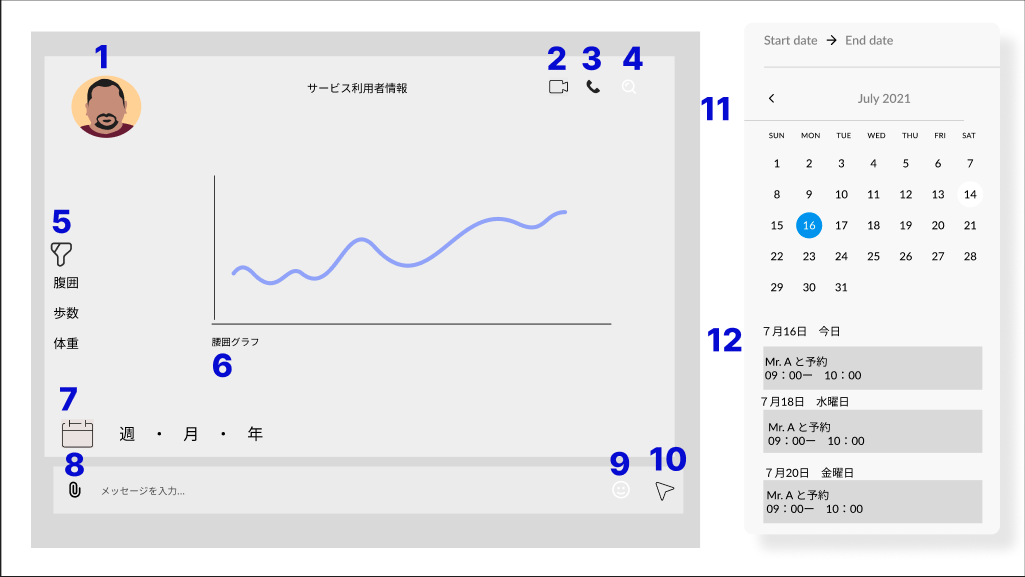 1
2
3
4
サービス利用者情報
5
腹囲
歩数
体重
腰囲グラフ
6
7
週 ・ 月 ・ 年
8
9
10
メッセージを入力...
11
Start date → End date
July 2021
SUN MON TUE WED THU FRI SAT
1 2 3 4 5 6 7
8 9 10 11 12 13 14
15 16 17 18 19 20 21
22 23 24 25 26 27 28
29 30 31
12
7月16日 今日
Mr. A と予約
09：00ー 10：00
7月18日 水曜日
Mr. A と予約
09：00ー 10：00
7月20日 金曜日
Mr. A と予約
09：00ー 10：00